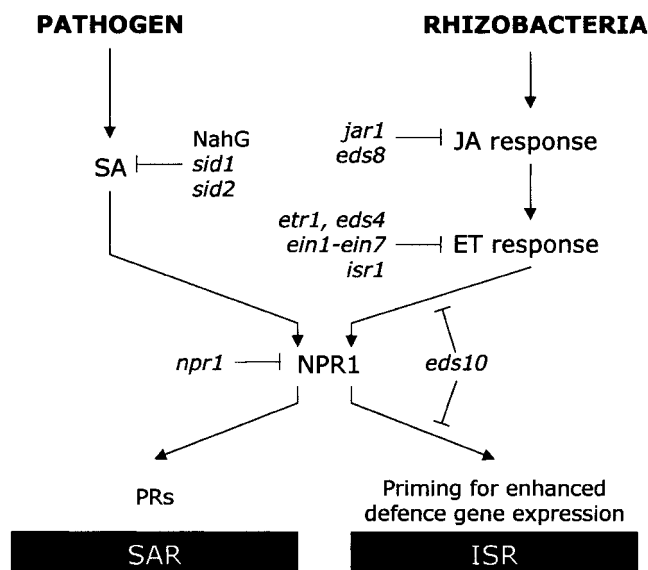 PATHOGEN
RHIZOBACTERIA
NahG
sid1
sid2
SA
jar1
eds8
JA response
etr1, eds4
ein1-ein7
isr1
ET response
npr1
NPR1
eds10
PRs
Priming for enhanced
defence gene expression
SAR
ISR